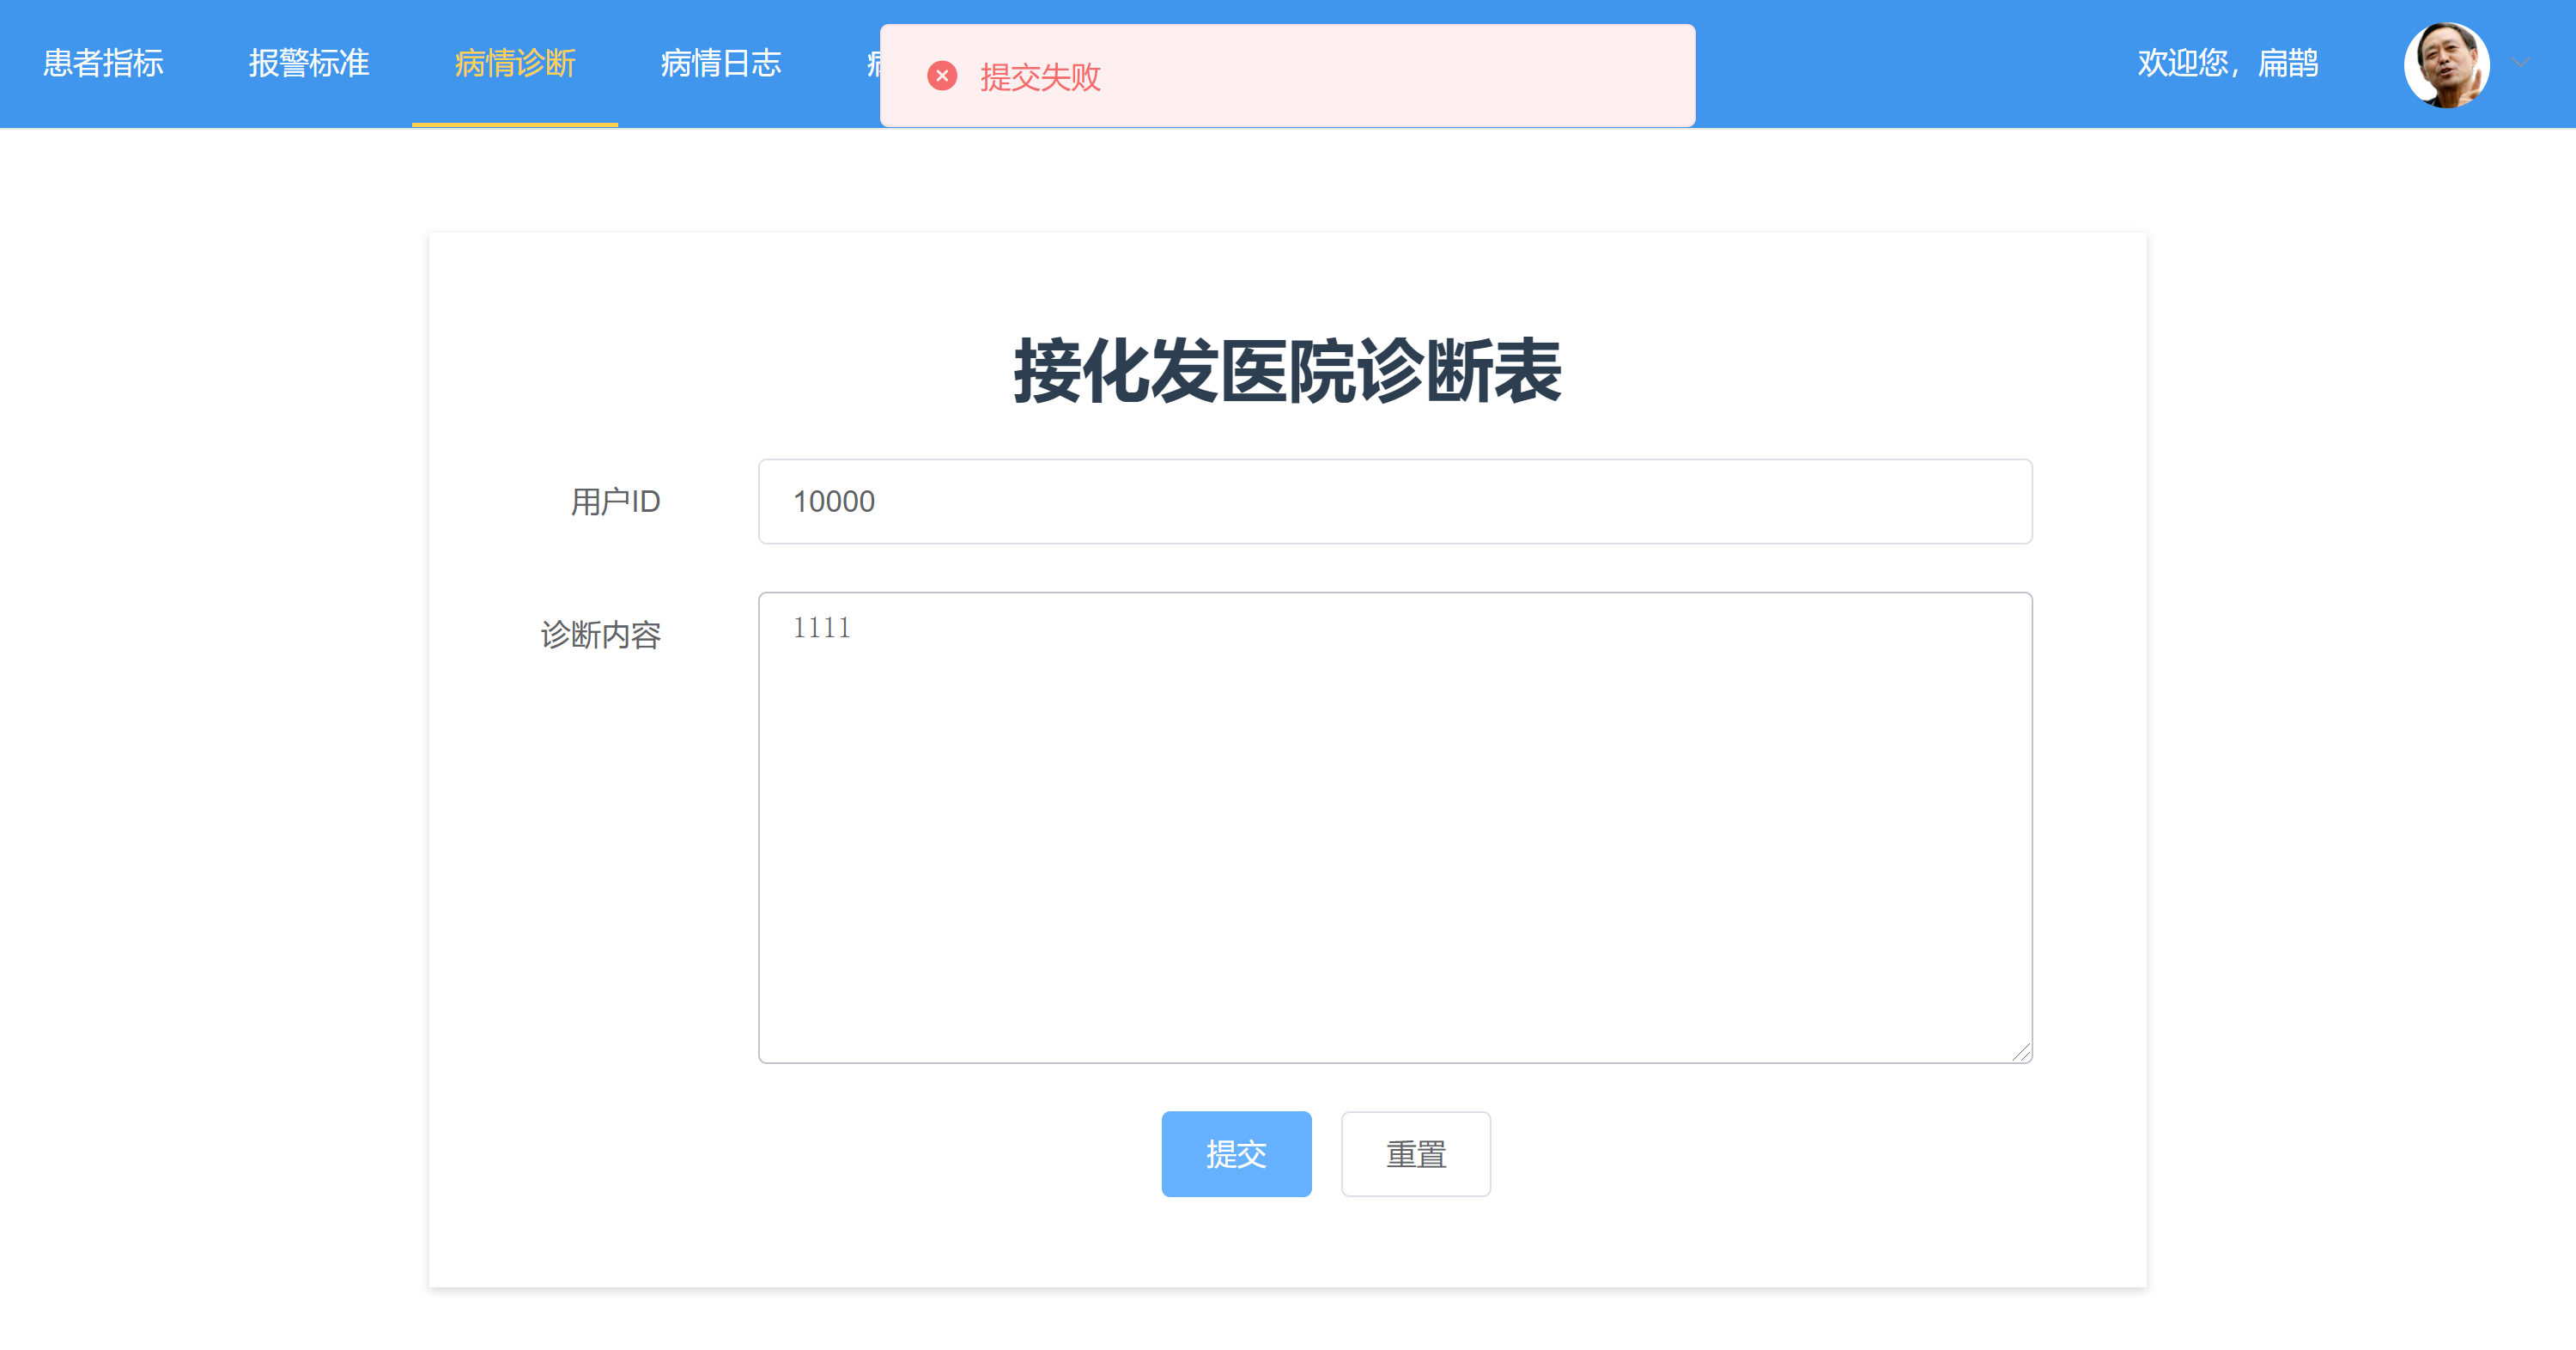 患者指标 报警标准 病情诊断 病情日志 提交失败 欢迎您，扁鹊
接化发医院诊断表
用户ID 10000
诊断内容 1111
提交 重置